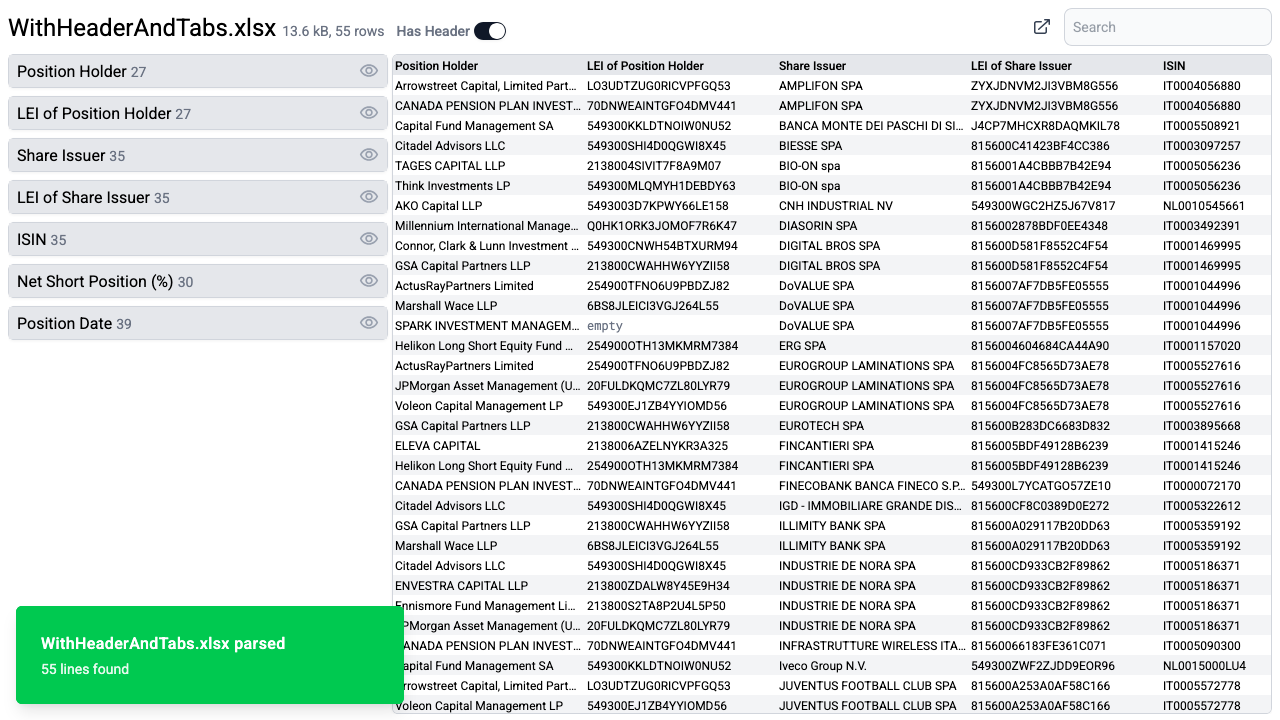 WithHeaderAndTabs.xlsx 13.6 kB, 55 rows Has Header Search
Position Holder 27
LEI of Position Holder 27
Share Issuer 35
LEI of Share Issuer 35
ISIN 35
Net Short Position (%) 30
Position Date 39
Position Holder LEI of Position Holder Share Issuer LEI of Share Issuer ISIN
Arrowstreet Capital, Limited Part... LO3UDTZUG0RICVPFGQ53 AMPLIFON SPA ZYXJDNVM2JI3VBM8G556 IT0004056880
CANADA PENSION PLAN INVEST... 70DNWEAINTGFO4DMV441 AMPLIFON SPA ZYXJDNVM2JI3VBM8G556 IT0004056880
Capital Fund Management SA 549300KKLDTNOIW0NU52 BANCA MONTE DEI PASCHI DI SI... J4CP7MHCXR8DAQMKIL78 IT0005508921
Citadel Advisors LLC 549300SHI4D0QGWI8X45 BIESSE SPA 815600C41423BF4CC386 IT0003097257
TAGES CAPITAL LLP 2138004SIVIT7F8A9M07 BIO-ON spa 8156001A4CBBB7B42E94 IT0005056236
Think Investments LP 549300MLQMYH1DEBDY63 BIO-ON spa 8156001A4CBBB7B42E94 IT0005056236
AKO Capital LLP 5493003D7KPWY66LE158 CNH INDUSTRIAL NV 549300WGC2HZ5J67V817 NL0010545661
Millennium International Manage... Q0HK1ORK3JOMOF7R6K47 DIASORIN SPA 8156002878BDF0EE4348 IT0003492391
Connor, Clark & Lunn Investment ... 549300CNWH54BTXURM94 DIGITAL BROS SPA 815600D581F8552C4F54 IT0001469995
GSA Capital Partners LLP 213800CWAHHW6YYZII58 DIGITAL BROS SPA 815600D581F8552C4F54 IT0001469995
ActusRayPartners Limited 254900TFNO6U9PBDZJ82 DoVALUE SPA 8156007AF7DB5FE05555 IT0001044996
Marshall Wace LLP 6BS8JLEICI3VGJ264L55 DoVALUE SPA 8156007AF7DB5FE05555 IT0001044996
SPARK INVESTMENT MANAGEM... empty DoVALUE SPA 8156007AF7DB5FE05555 IT0001044996
Helikon Long Short Equity Fund ... 254900OTH13MKMRM7384 ERG SPA 8156004604684CA44A90 IT0001157020
ActusRayPartners Limited 254900TFNO6U9PBDZJ82 EUROGROUP LAMINATIONS SPA 8156004FC8565D73AE78 IT0005527616
JPMorgan Asset Management (U... 20FULDKQMC7ZL80LYR79 EUROGROUP LAMINATIONS SPA 8156004FC8565D73AE78 IT0005527616
Voleon Capital Management LP 549300EJ1ZB4YYIOMD56 EUROGROUP LAMINATIONS SPA 8156004FC8565D73AE78 IT0005527616
GSA Capital Partners LLP 213800CWAHHW6YYZII58 EUROTECH SPA 815600B283DC6683D832 IT0003895668
ELEVA CAPITAL 2138006AZELNYKR3A325 FINCANTIERI SPA 8156005BDF49128B6239 IT0001415246
Helikon Long Short Equity Fund ... 254900OTH13MKMRM7384 FINCANTIERI SPA 8156005BDF49128B6239 IT0001415246
CANADA PENSION PLAN INVEST... 70DNWEAINTGFO4DMV441 FINECOBANK BANCA FINECO S.P... 549300L7YCATGO57ZE10 IT0000072170
Citadel Advisors LLC 549300SHI4D0QGWI8X45 IGD - IMMOBILIARE GRANDE DIS... 815600CF8C0389D0E272 IT0005322612
GSA Capital Partners LLP 213800CWAHHW6YYZII58 ILLIMITY BANK SPA 815600A029117B20DD63 IT0005359192
Marshall Wace LLP 6BS8JLEICI3VGJ264L55 ILLIMITY BANK SPA 815600A029117B20DD63 IT0005359192
Citadel Advisors LLC 549300SHI4D0QGWI8X45 INDUSTRIE DE NORA SPA 815600CD933CB2F89862 IT0005186371
ENVESTRA CAPITAL LLP 213800ZDALW8Y45E9H34 INDUSTRIE DE NORA SPA 815600CD933CB2F89862 IT0005186371
Ennismore Fund Management Li... 213800S2TA8P2U4L5P50 INDUSTRIE DE NORA SPA 815600CD933CB2F89862 IT0005186371
PMorgan Asset Management (U... 20FULDKQMC7ZL80LYR79 INDUSTRIE DE NORA SPA 815600CD933CB2F89862 IT0005186371
ANADA PENSION PLAN INVEST... 70DNWEAINTGFO4DMV441 INFRASTRUTTURE WIRELESS ITA... 81560066183FE361C071 IT0005090300
apital Fund Management SA 549300KKLDTNOIW0NU52 Iveco Group N.V. 549300ZWF2ZJDD9EOR96 NL0015000LU4
rrowstreet Capital, Limited Part... LO3UDTZUG0RICVPFGQ53 JUVENTUS FOOTBALL CLUB SPA 815600A253A0AF58C166 IT0005572778
Voleon Capital Management LP 549300EJ1ZB4YYIOMD56 JUVENTUS FOOTBALL CLUB SPA 815600A253A0AF58C166 IT0005572778
WithHeaderAndTabs.xlsx parsed
55 lines found